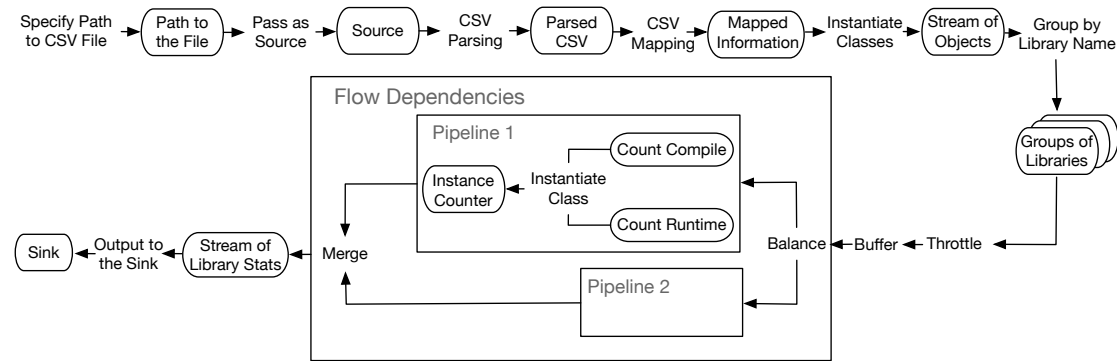 Specify Path
to CSV File
Path to
the File
Pass as
Source
Source
CSV
Parsing
Parsed
CSV
CSV
Mapping
Mapped
Information
Instantiate
Classes
Stream of
Objects
Group by
Library Name
Groups of
Libraries
Throttle
Buffer
Balance
Flow Dependencies
Pipeline 1
Count Compile
Instantiate
Class
Instance
Counter
Count Runtime
Pipeline 2
Merge
Stream of
Library Stats
Output to
the Sink
Sink